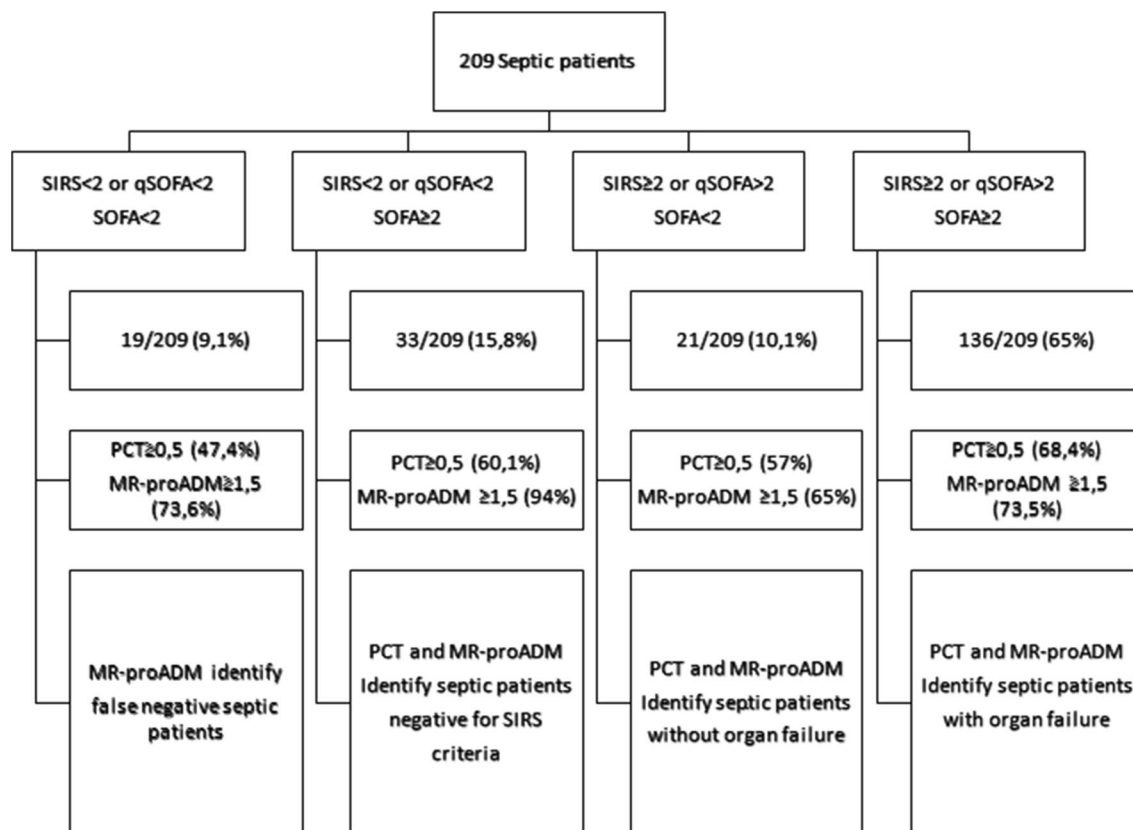 209 Septic patients
SIRS<2 or qSOFA<2
SOFA<2
SIRS<2 or qSOFA<2
SOFA≥2
SIRS≥2 or qSOFA>2
SOFA<2
SIRS≥2 or qSOFA>2
SOFA≥2
19/209 (9,1%)
33/209 (15,8%)
21/209 (10,1%)
136/209 (65%)
PCT≥0,5 (47,4%)
MR-proADM≥1,5
(73,6%)
PCT≥0,5 (60,1%)
MR-proADM ≥1,5 (94%)
PCT≥0,5 (57%)
MR-proADM ≥1,5 (65%)
PCT≥0,5 (68,4%)
MR-proADM ≥1,5
(73,5%)
MR-proADM identify
false negative septic
patients
PCT and MR-proADM
Identify septic patients
negative for SIRS
criteria
PCT and MR-proADM
Identify septic patients
without organ failure
PCT and MR-proADM
Identify septic patients
with organ failure